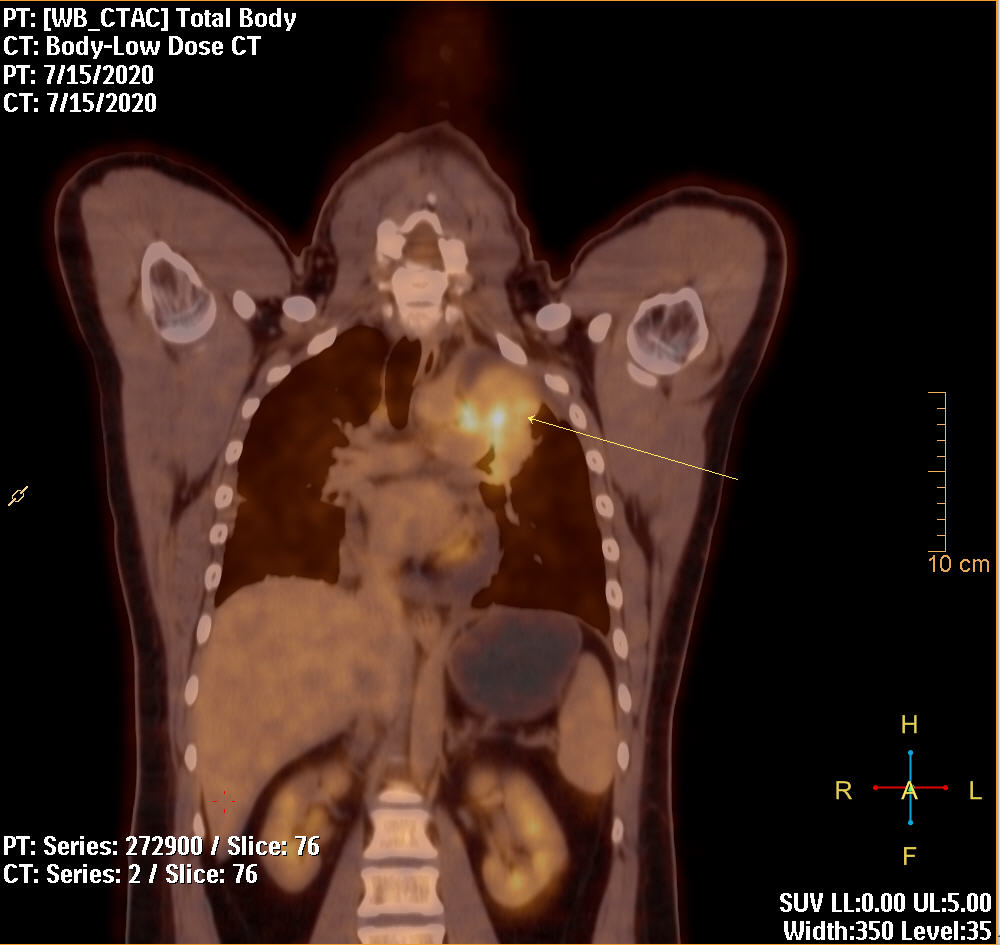 PT: [WB_CTAC] Total Body
CT: Body-Low Dose CT
PT: 7/15/2020
CT: 7/15/2020
10 cm
H
R A L
F
PT: Series: 272900 / Slice: 76
CT: Series: 2 / Slice: 76
SUV LL:0.00 UL:5.00
Width:350 Level:35